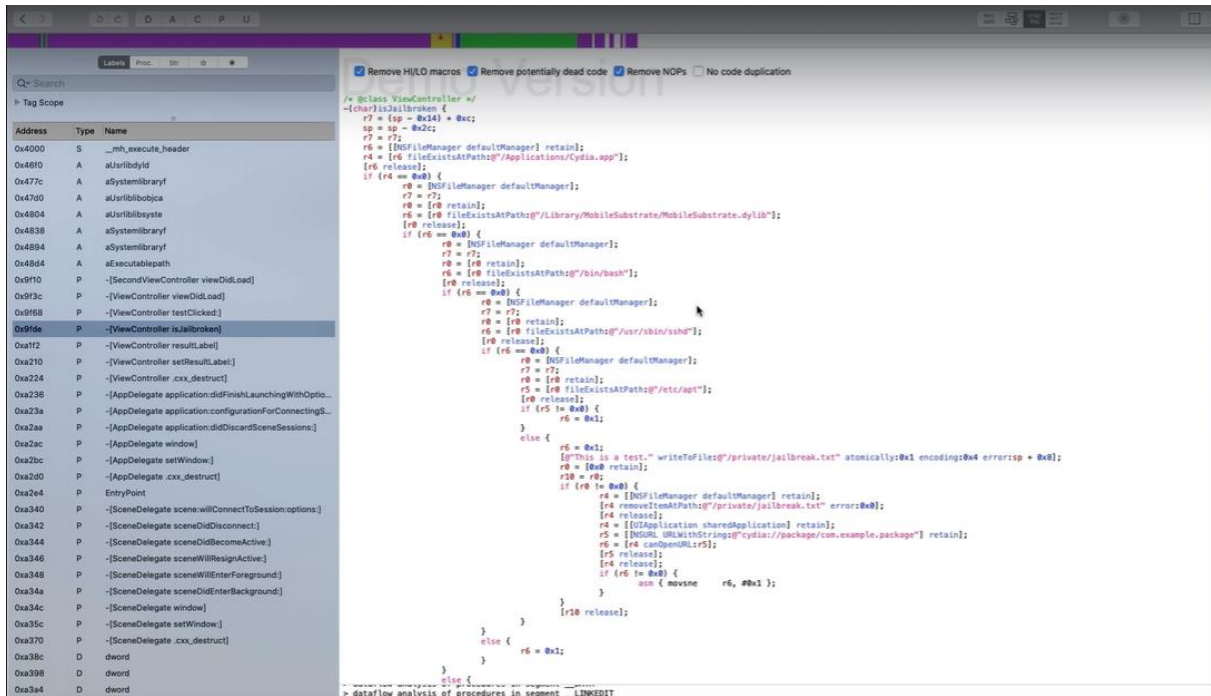 D A C P U
Labels Proc. Str
Search
Tag Scope
Address Type Name
0x4000 S __mh_execute_header
0x46f0 A aUsrlibdyld
0x477c A aSystemlibraryf
0x47d0 A aUsrliblibobjca
0x4804 A aUsrliblibsyste
0x4838 A aSystemlibraryf
0x4894 A aSystemlibraryf
0x48d4 A aExecutablepath
0x9f10 P -[SecondViewController viewDidLoad]
0x9f3c P -[ViewController viewDidLoad]
0x9f68 P -[ViewController testClicked:]
0x9fde P -[ViewController isJailbroken]
0xa1f2 P -[ViewController resultLabel]
0xa210 P -[ViewController setResultLabel:]
0xa224 P -[ViewController .cxx_destruct]
0xa236 P -[AppDelegate application:didFinishLaunchingWithOptio...
0xa23a P -[AppDelegate application:configurationForConnectingS...
0xa2aa P -[AppDelegate application:didDiscardSceneSessions:]
0xa2ac P -[AppDelegate window]
0xa2bc P -[AppDelegate setWindow:]
0xa2d0 P -[AppDelegate .cxx_destruct]
0xa2e4 P EntryPoint
0xa340 P -[SceneDelegate scene:willConnectToSession:options:]
0xa342 P -[SceneDelegate sceneDidDisconnect:]
0xa344 P -[SceneDelegate sceneDidBecomeActive:]
0xa346 P -[SceneDelegate sceneWillResignActive:]
0xa348 P -[SceneDelegate sceneWillEnterForeground:]
0xa34a P -[SceneDelegate sceneDidEnterBackground:]
0xa34c P -[SceneDelegate window]
0xa35c P -[SceneDelegate setWindow:]
0xa370 P -[SceneDelegate .cxx_destruct]
0xa38c D dword
0xa398 D dword
0xa3a4 D dword
Demo Version
Remove HI/LO macros Remove potentially dead code Remove NOPs No code duplication
/* @class ViewController */
-(char)isJailbroken {
r7 = (sp - 0x14) + 0xc;
sp = sp - 0x2c;
r7 = r7;
r6 = [[NSFileManager defaultManager] retain];
r4 = [r6 fileExistsAtPath:@"/Applications/Cydia.app"];
[r6 release];
if (r4 == 0x0) {
r0 = [NSFileManager defaultManager];
r7 = r7;
r0 = [r0 retain];
r6 = [r0 fileExistsAtPath:@"/Library/MobileSubstrate/MobileSubstrate.dylib"];
[r0 release];
if (r6 == 0x0) {
r0 = [NSFileManager defaultManager];
r7 = r7;
r0 = [r0 retain];
r6 = [r0 fileExistsAtPath:@"/bin/bash"];
[r0 release];
if (r6 == 0x0) {
r0 = [NSFileManager defaultManager];
r7 = r7;
r0 = [r0 retain];
r6 = [r0 fileExistsAtPath:@"/usr/sbin/sshd"];
[r0 release];
if (r6 == 0x0) {
r0 = [NSFileManager defaultManager];
r7 = r7;
r0 = [r0 retain];
r5 = [r0 fileExistsAtPath:@"/etc/apt"];
[r0 release];
if (r5 != 0x0) {
r6 = 0x1;
}
else {
r6 = 0x1;
[@"This is a test." writeToFile:@"/private/jailbreak.txt" atomically:0x1 encoding:0x4 error:sp + 0x8];
r0 = [0x0 retain];
r10 = r0;
if (r0 != 0x0) {
r4 = [[NSFileManager defaultManager] retain];
[r4 removeItemAtPath:@"/private/jailbreak.txt" error:0x0];
[r4 release];
r4 = [[UIApplication sharedApplication] retain];
r5 = [[NSURL URLWithString:@"cydia://package/com.example.package"] retain];
r6 = [r4 canOpenURL:r5];
[r5 release];
[r4 release];
if (r6 != 0x0) {
asm { movsne r6, #0x1 };
}
}
[r10 release];
}
}
else {
r6 = 0x1;
}
}
else {
> dataflow analysis of procedures in segment __LINKEDIT